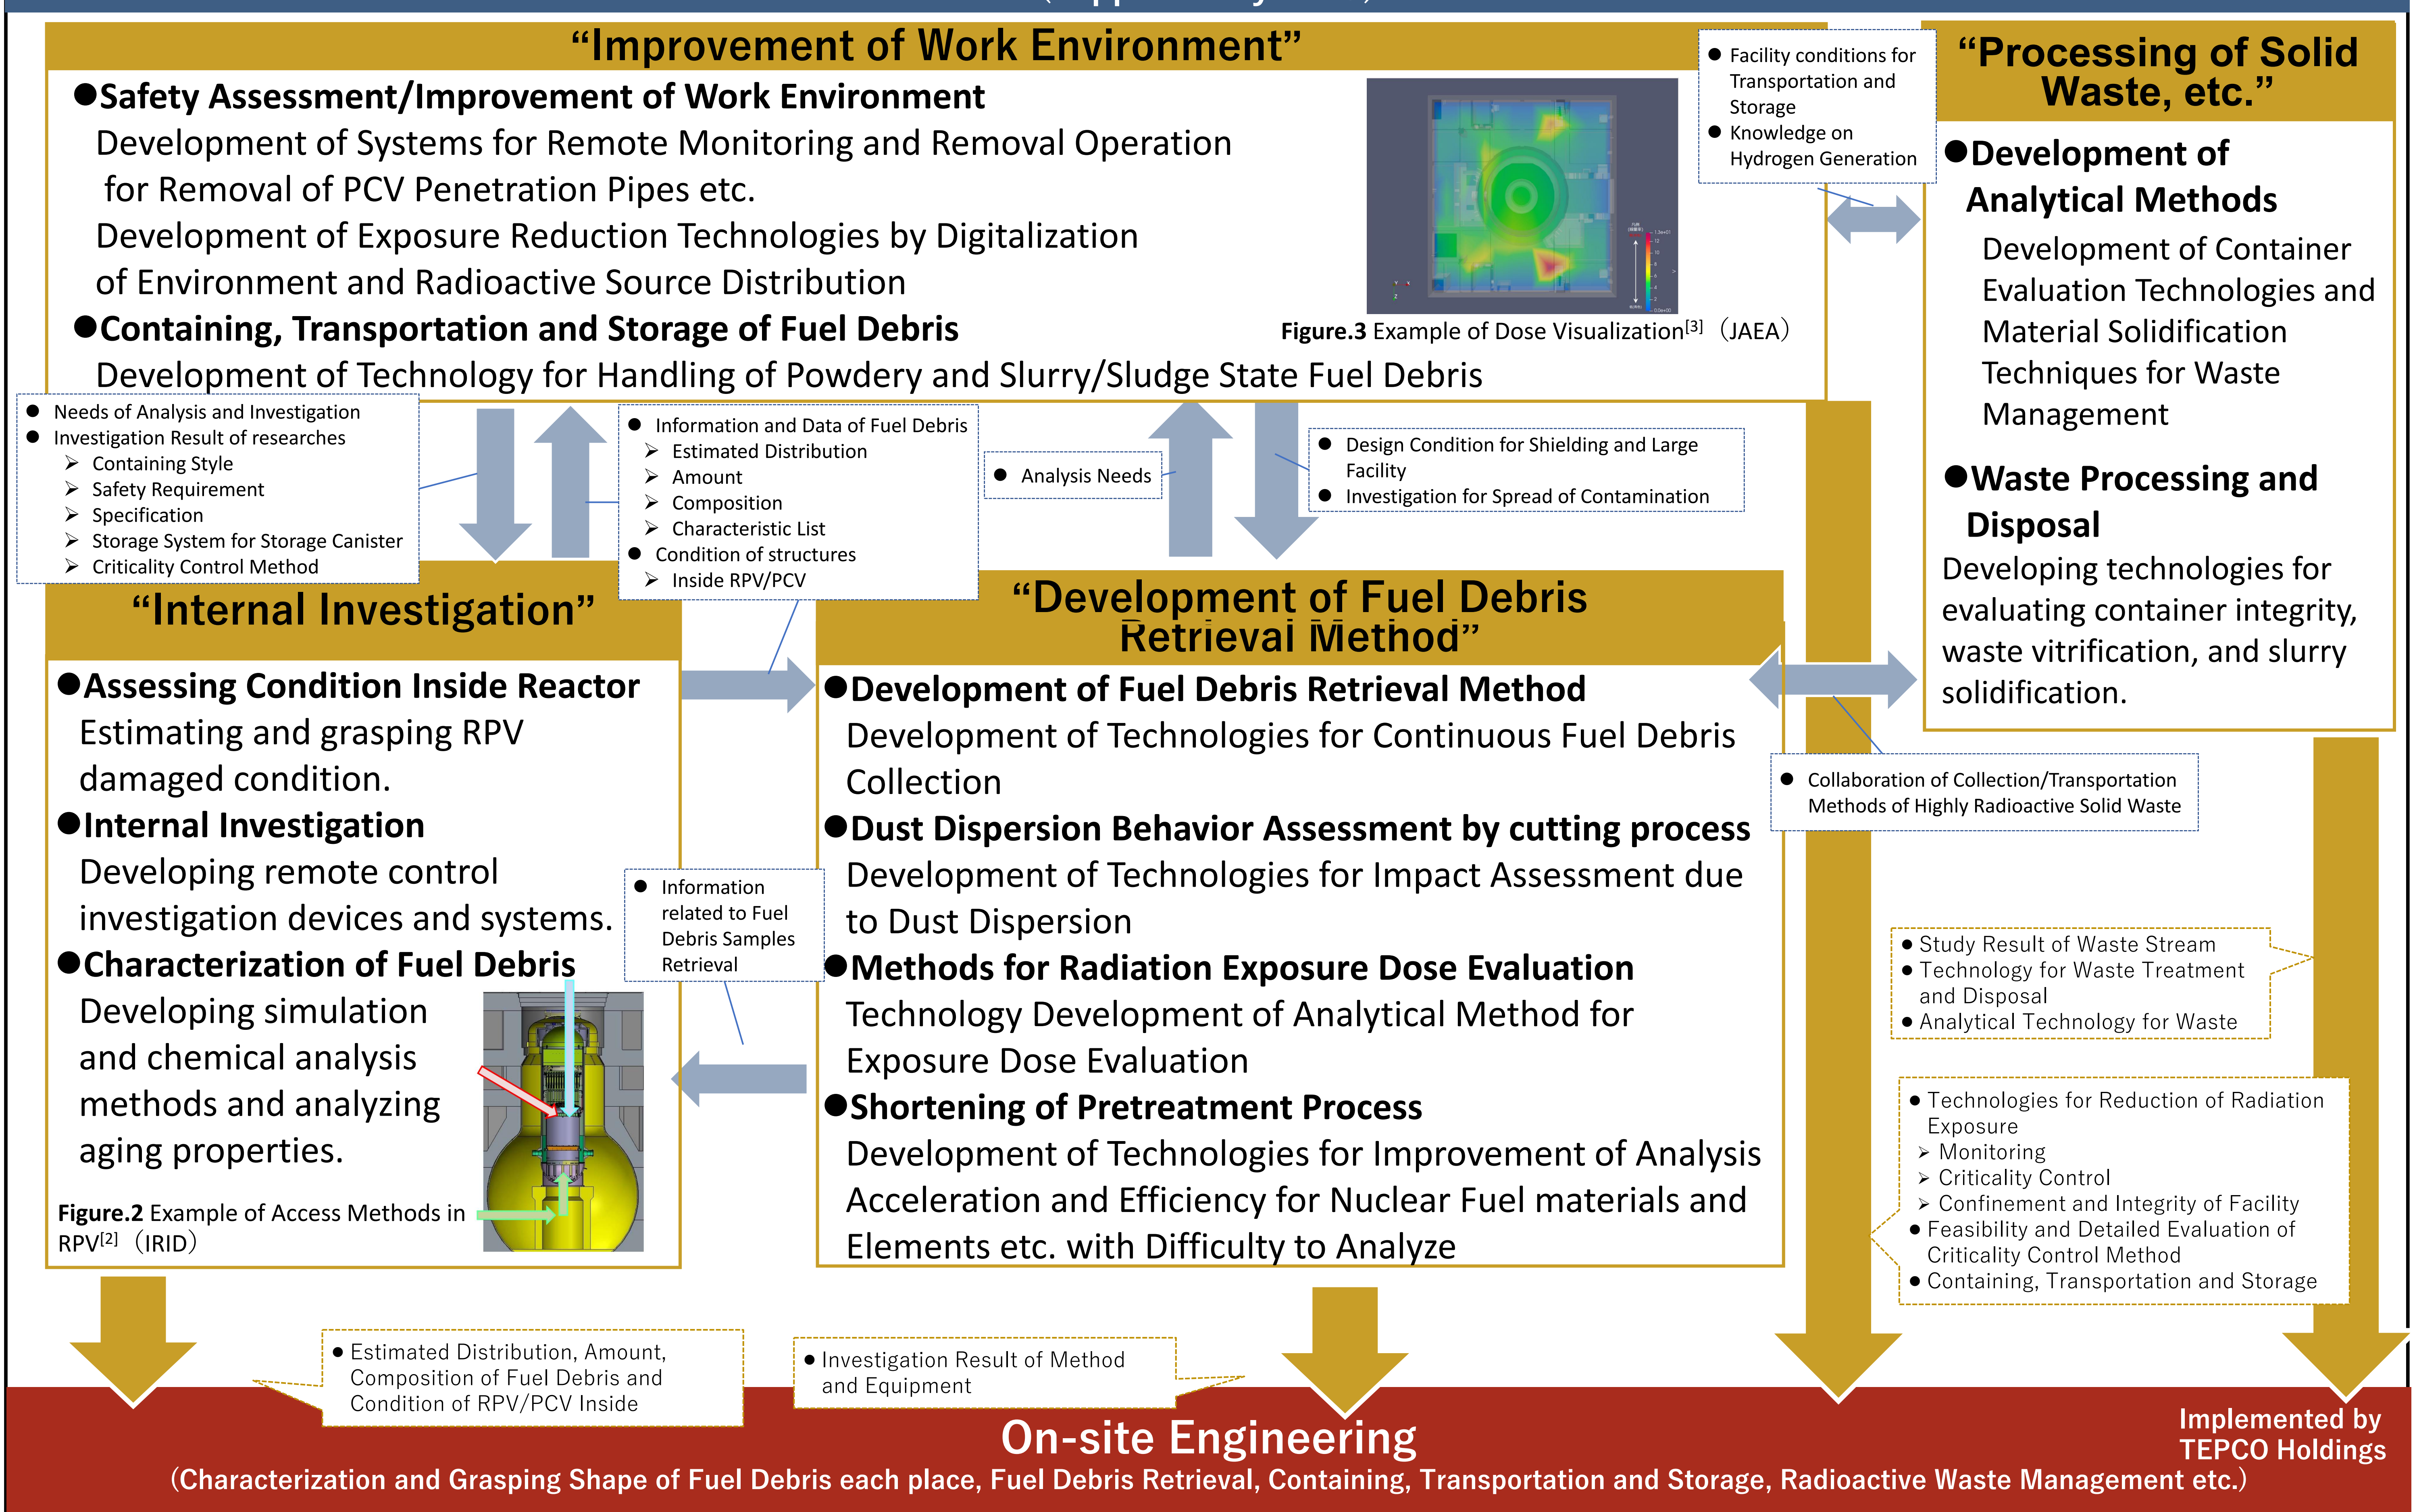 “Improvement of Work Environment”
●Safety Assessment/Improvement of Work Environment
Development of Systems for Remote Monitoring and Removal Operation
for Removal of PCV Penetration Pipes etc.
Development of Exposure Reduction Technologies by Digitalization
of Environment and Radioactive Source Distribution
●Containing, Transportation and Storage of Fuel Debris
Development of Technology for Handling of Powdery and Slurry/Sludge State Fuel Debris
Figure.3 Example of Dose Visualization[3]（JAEA）
● Facility conditions for
Transportation and
Storage
● Knowledge on
Hydrogen Generation
“Processing of Solid
Waste, etc.”
●Development of
Analytical Methods
Development of Container
Evaluation Technologies and
Material Solidification
Techniques for Waste
Management
●Waste Processing and
Disposal
Developing technologies for
evaluating container integrity,
waste vitrification, and slurry
solidification.
● Needs of Analysis and Investigation
● Investigation Result of researches
➢ Containing Style
➢ Safety Requirement
➢ Specification
➢ Storage System for Storage Canister
➢ Criticality Control Method
● Information and Data of Fuel Debris
➢ Estimated Distribution
➢ Amount
➢ Composition
➢ Characteristic List
● Condition of structures
➢ Inside RPV/PCV
● Analysis Needs
● Design Condition for Shielding and Large
Facility
● Investigation for Spread of Contamination
“Internal Investigation”
●Assessing Condition Inside Reactor
Estimating and grasping RPV
damaged condition.
●Internal Investigation
Developing remote control
investigation devices and systems.
●Characterization of Fuel Debris
Developing simulation
and chemical analysis
methods and analyzing
aging properties.
Figure.2 Example of Access Methods in
RPV[2]（IRID）
● Information
related to Fuel
Debris Samples
Retrieval
“Development of Fuel Debris
Retrieval Method”
●Development of Fuel Debris Retrieval Method
Development of Technologies for Continuous Fuel Debris
Collection
●Dust Dispersion Behavior Assessment by cutting process
Development of Technologies for Impact Assessment due
to Dust Dispersion
●Methods for Radiation Exposure Dose Evaluation
Technology Development of Analytical Method for
Exposure Dose Evaluation
●Shortening of Pretreatment Process
Development of Technologies for Improvement of Analysis
Acceleration and Efficiency for Nuclear Fuel materials and
Elements etc. with Difficulty to Analyze
● Collaboration of Collection/Transportation
Methods of Highly Radioactive Solid Waste
● Study Result of Waste Stream
● Technology for Waste Treatment
and Disposal
● Analytical Technology for Waste
● Technologies for Reduction of Radiation
Exposure
➢ Monitoring
➢ Criticality Control
➢ Confinement and Integrity of Facility
● Feasibility and Detailed Evaluation of
Criticality Control Method
● Containing, Transportation and Storage
● Estimated Distribution, Amount,
Composition of Fuel Debris and
Condition of RPV/PCV Inside
● Investigation Result of Method
and Equipment
On-site Engineering
Implemented by
TEPCO Holdings
（Characterization and Grasping Shape of Fuel Debris each place, Fuel Debris Retrieval, Containing, Transportation and Storage, Radioactive Waste Management etc.）